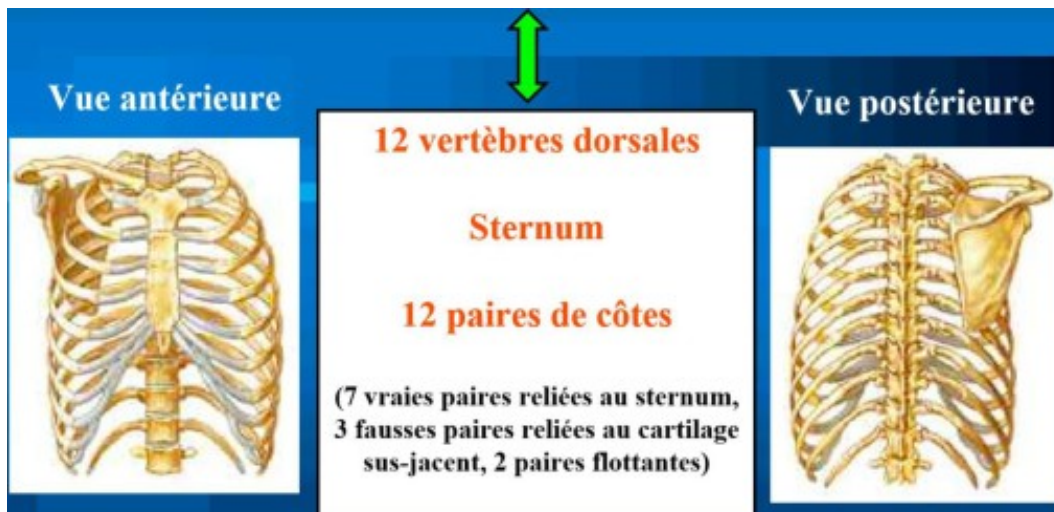 Vue antérieure
Vue postérieure
12 vertèbres dorsales
Sternum
12 paires de côtes
(7 vraies paires reliées au sternum,
3 fausses paires reliées au cartilage
sus-jacent, 2 paires flottantes)